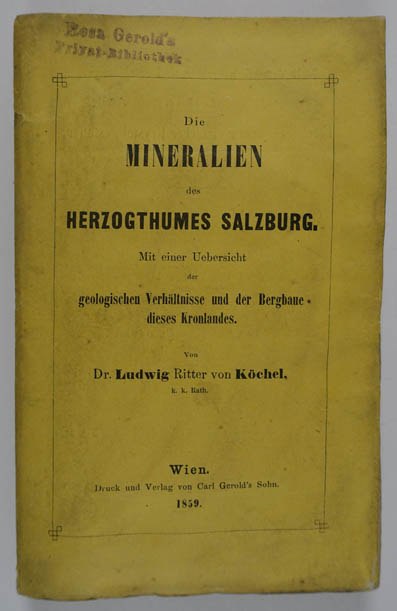 Rosa Gerold's
Privat-Bibliothek
Die
MINERALIEN
des
HERZOGTHUMES SALZBURG.
Mit einer Uebersicht
der
geologischen Verhältnisse und der Bergbaue
dieses Kronlandes.
Von
Dr. Ludwig Ritter von Köchel,
k. k. Rath.
Wien.
Druck und Verlag von Carl Gerold's Sohn.
1859.